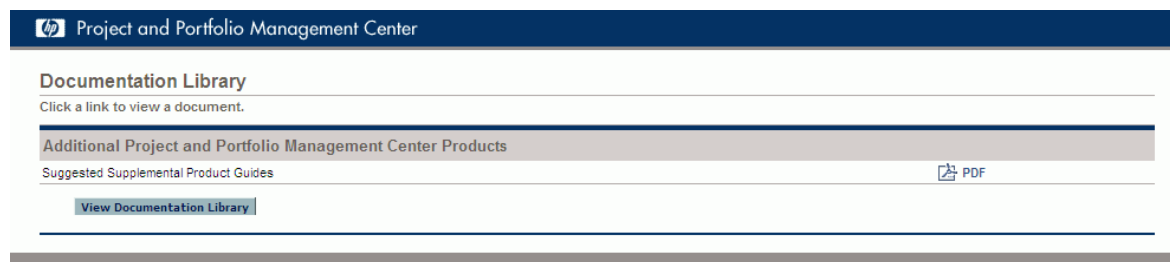 hp Project and Portfolio Management Center
Documentation Library
Click a link to view a document.
Additional Project and Portfolio Management Center Products
Suggested Supplemental Product Guides PDF
View Documentation Library